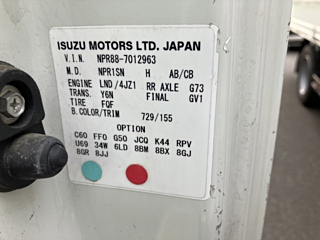 ISUZU MOTORS LTD. JAPAN
V.I.N. NPR88-7012963
M.D. NPR1SN H AB/CB
ENGINE LND /4JZ1 RR AXLE G73
TRANS. Y6N FINAL GV1
TIRE FQF
B.COLOR/TRIM 729/155
OPTION
C60 FFO G50 JCQ K44 RPV
U69 34W 6LD 8BM 8BX 8GJ
8GR 8JJ